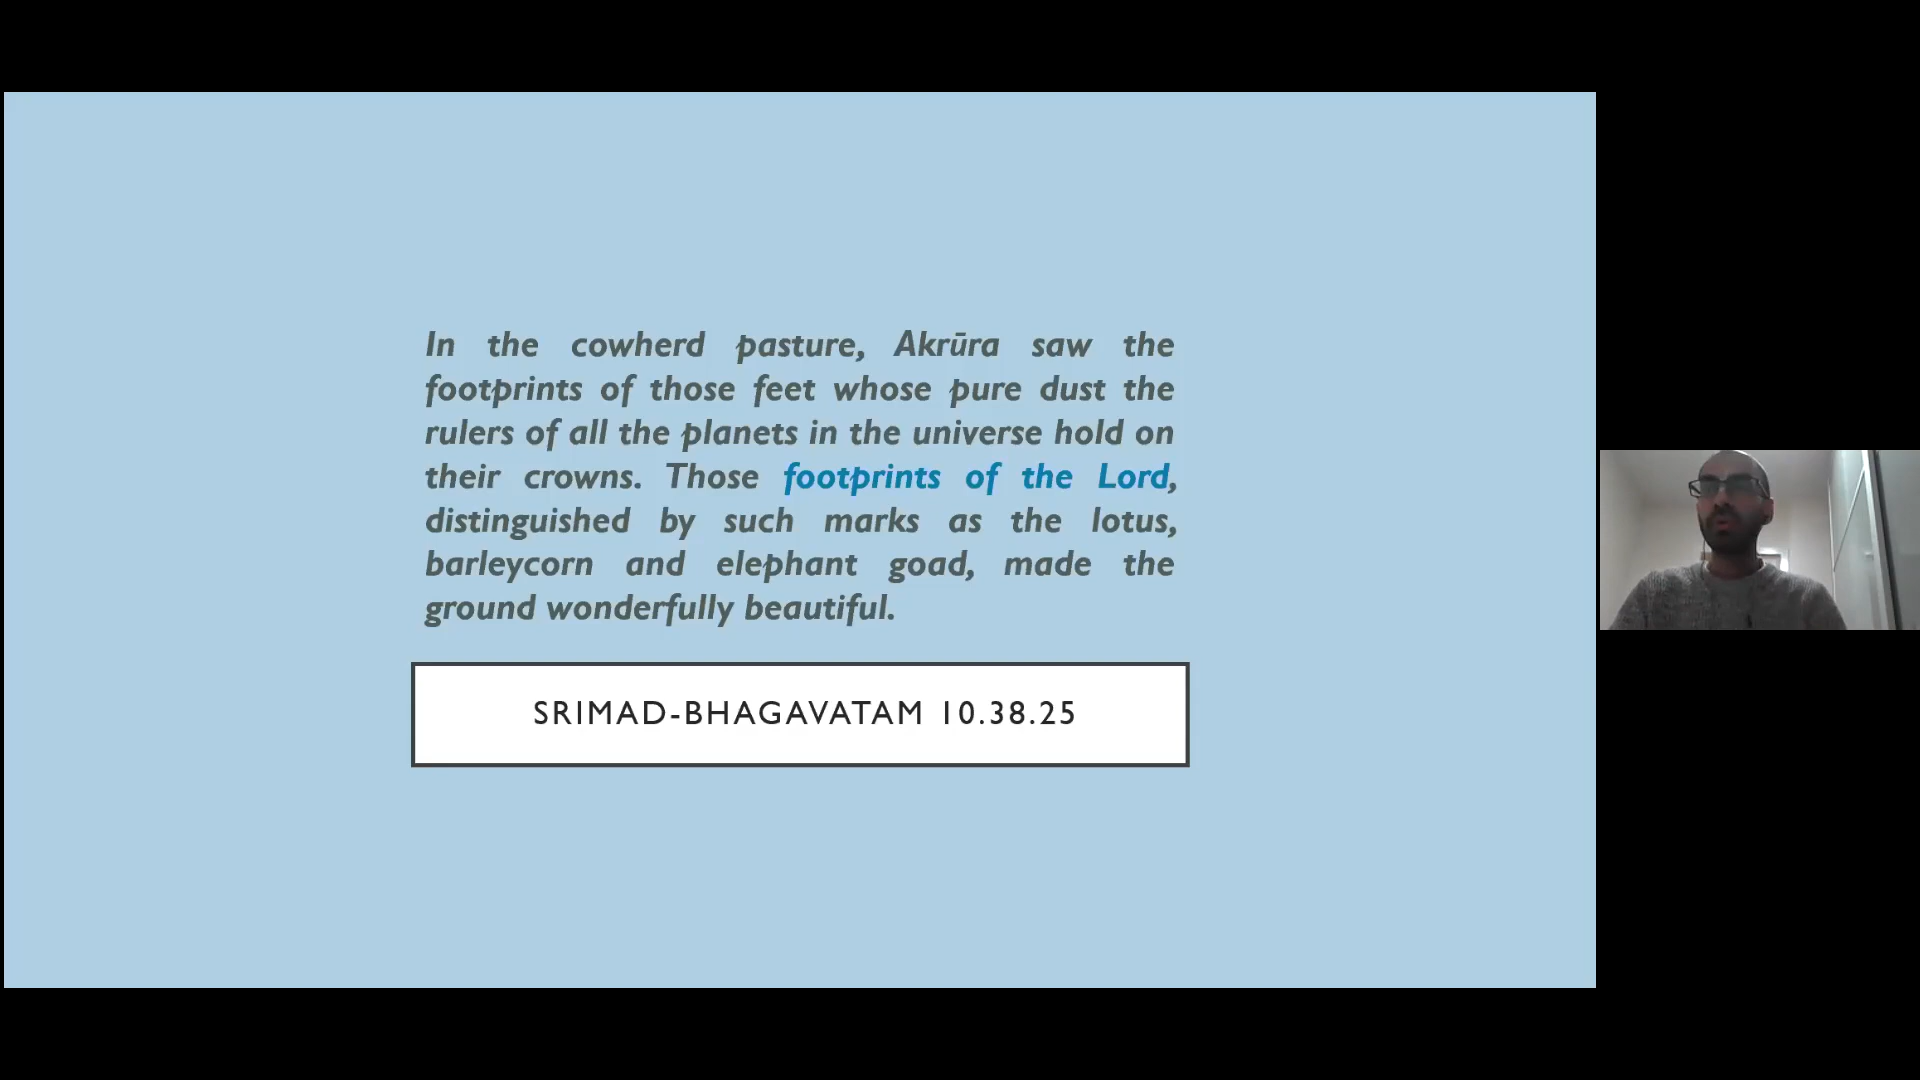 In the cowherd pasture, Akrūra saw the
footprints of those feet whose pure dust the
rulers of all the planets in the universe hold on
their crowns. Those footprints of the Lord,
distinguished by such marks as the lotus,
barleycorn and elephant goad, made the
ground wonderfully beautiful.
SRIMAD-BHAGAVATAM 10.38.25